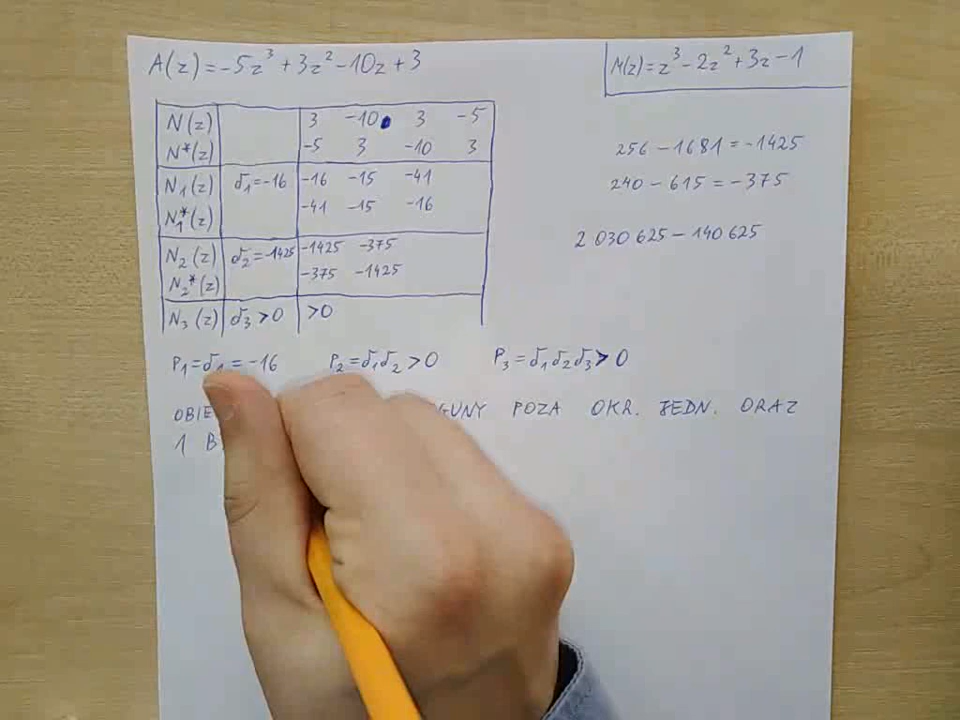 A(z)=-5z³+3z²-10z+3
M(z)=z³-2z²+3z-1
N(z) 3 -10 3 -5
N*(z) -5 3 -10 3
N₁(z) δ₁=-16 -16 -15 -41
N₁*(z) -41 -15 -16
N₂(z) δ₂=-1425 -1425 -375
N₂*(z) -375 -1425
N₃(z) δ₃>0 >0
256-1681=-1425
240-615=-375
2 030 625-140 625
P₁=δ₁=-16 P₂=δ₁δ₂>0 P₃=δ₁δ₂δ₃>0
POZA OKR. JEDN. ORAZ
1